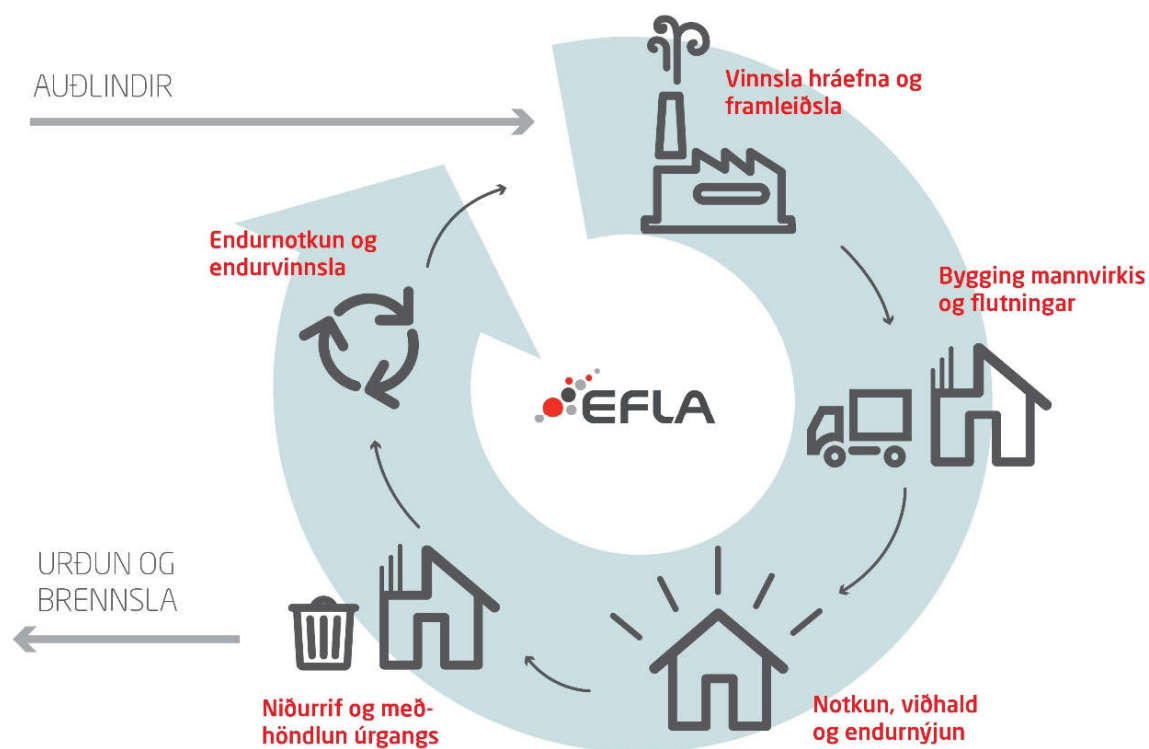 AUÐLINDIR
Vinnsla hráefna og
framleiðsla
Endurnotkun og
endurvinnsla
Bygging mannvirkis
og flutningar
EFLA
URÐUN OG
BRENNSLA
Niðurrif og með-
höndlun úrgangs
Notkun, viðhald
og endurnýjun